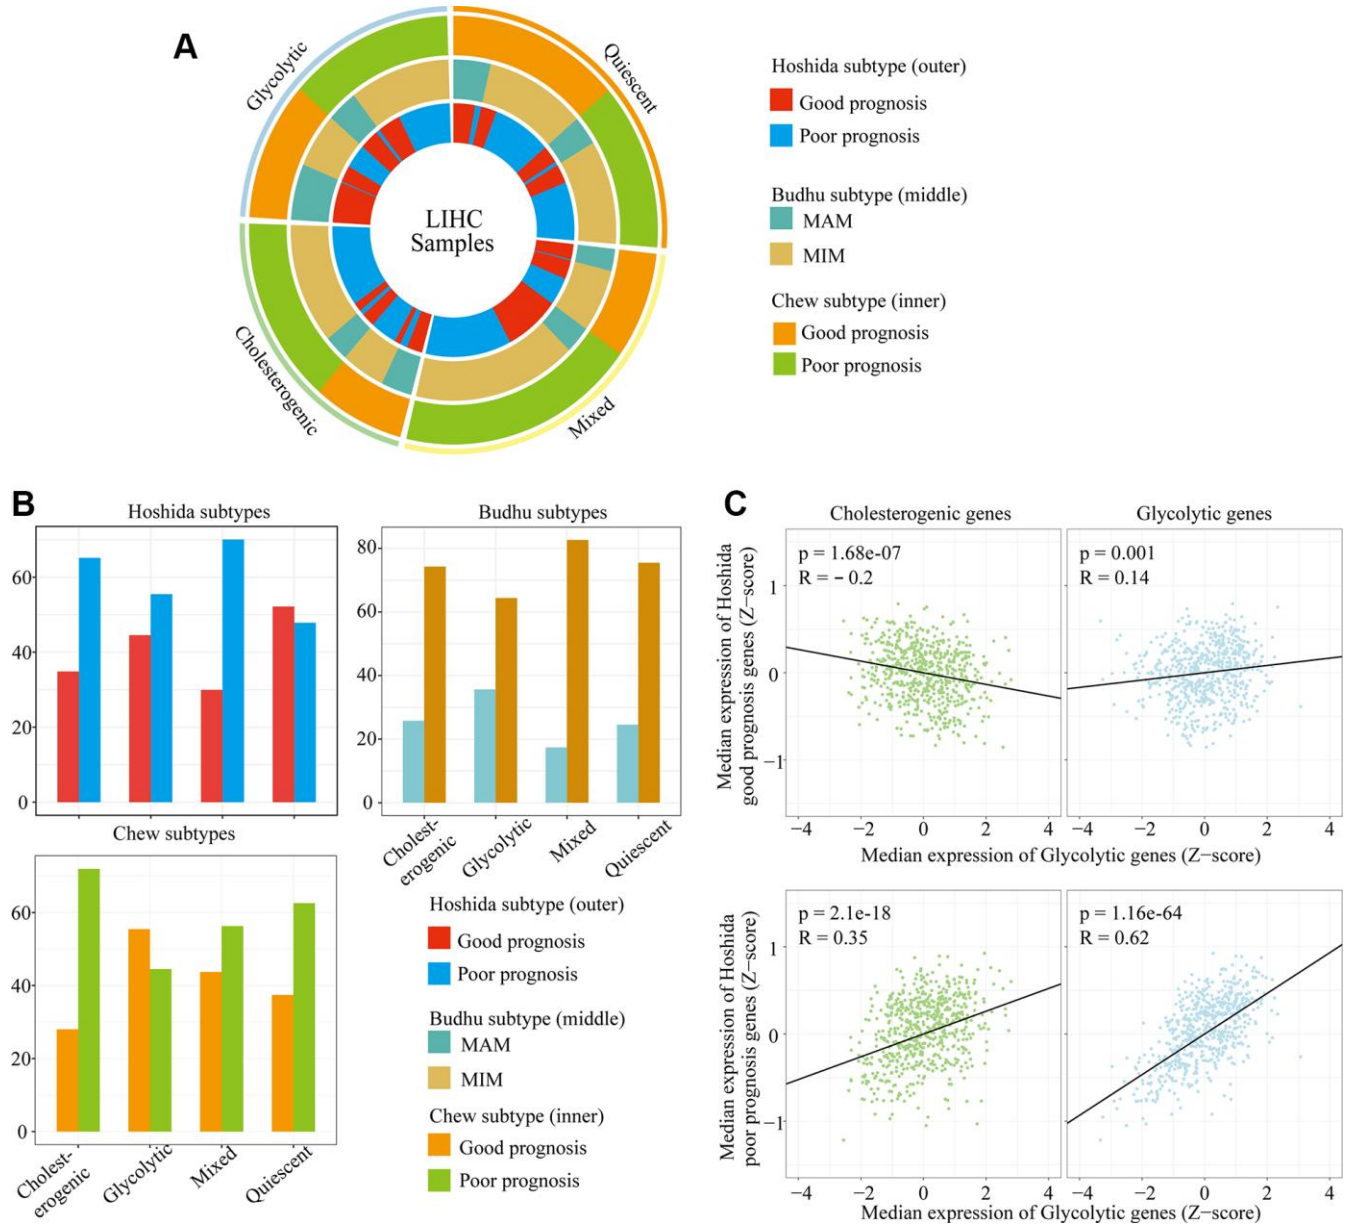 A
Glycolytic
Quiescent
Cholesterogenic
Mixed
LIHC
Samples
Hoshida subtype (outer)
Good prognosis
Poor prognosis
Budhu subtype (middle)
MAM
MIM
Chew subtype (inner)
Good prognosis
Poor prognosis
B
Hoshida subtypes
60
40
20
0
Budhu subtypes
80
60
40
20
0
Cholest-
erogenic
Glycolytic
Mixed
Quiescent
Chew subtypes
60
40
20
0
Cholest-
erogenic
Glycolytic
Mixed
Quiescent
Hoshida subtype (outer)
Good prognosis
Poor prognosis
Budhu subtype (middle)
MAM
MIM
Chew subtype (inner)
Good prognosis
Poor prognosis
C
Cholesterogenic genes
Glycolytic genes
Median expression of Hoshida
good prognosis genes (Z−score)
1
0
−1
p = 1.68e-07
R = − 0.2
p = 0.001
R = 0.14
−4 −2 0 2 4
−4 −2 0 2 4
Median expression of Glycolytic genes (Z−score)
Median expression of Hoshida
poor prognosis genes (Z−score)
1
0
−1
p = 2.1e-18
R = 0.35
p = 1.16e-64
R = 0.62
−4 −2 0 2 4
−4 −2 0 2 4
Median expression of Glycolytic genes (Z−score)